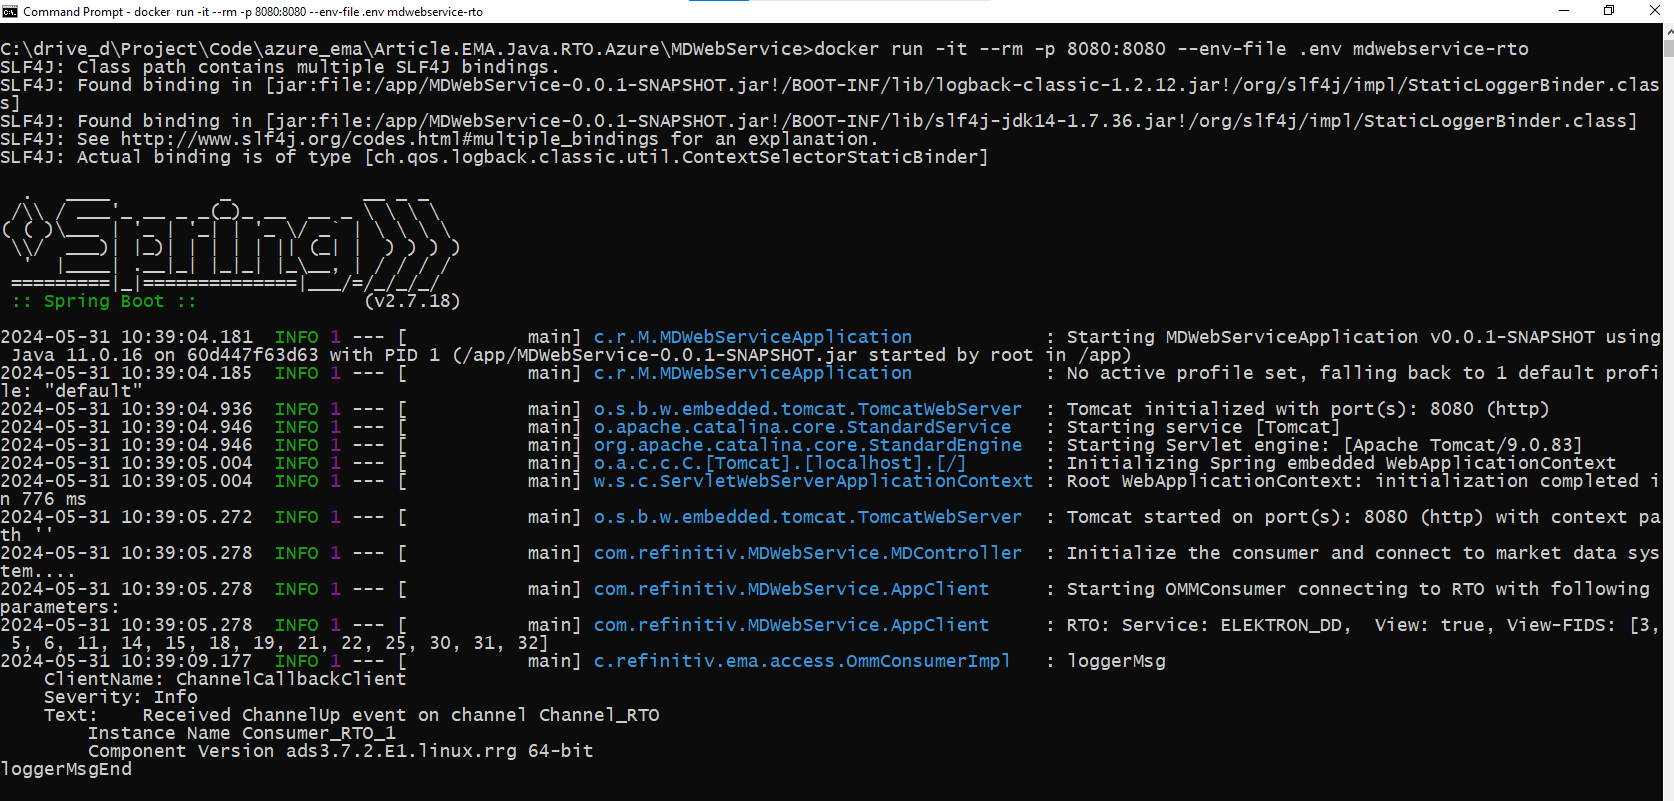 Command Prompt - docker run -it --rm -p 8080:8080 --env-file .env mdwebservice-rto
C:\drive_d\Project\Code\azure_ema\Article.EMA.Java.RTO.Azure\MDWebService>docker run -it --rm -p 8080:8080 --env-file .env mdwebservice-rto
SLF4J: Class path contains multiple SLF4J bindings.
SLF4J: Found binding in [jar:file:/app/MDWebService-0.0.1-SNAPSHOT.jar!/BOOT-INF/lib/logback-classic-1.2.12.jar!/org/slf4j/impl/StaticLoggerBinder.clas
s]
SLF4J: Found binding in [jar:file:/app/MDWebService-0.0.1-SNAPSHOT.jar!/BOOT-INF/lib/slf4j-jdk14-1.7.36.jar!/org/slf4j/impl/StaticLoggerBinder.class]
SLF4J: See http://www.slf4j.org/codes.html#multiple_bindings for an explanation.
SLF4J: Actual binding is of type [ch.qos.logback.classic.util.ContextSelectorStaticBinder]
  .   ____          _            __ _ _
 /\\ / ___'_ __ _ _(_)_ __  __ _ \ \ \ \
( ( )\___ | '_ | '_| | '_ \/ _` | \ \ \ \
 \\/  ___)| |_)| | | | | || (_| |  ) ) ) )
  '  |____| .__|_| |_|_| |_\__, | / / / /
 =========|_|==============|___/=/_/_/_/
 :: Spring Boot ::               (v2.7.18)
2024-05-31 10:39:04.181  INFO 1 --- [           main] c.r.M.MDWebServiceApplication            : Starting MDWebServiceApplication v0.0.1-SNAPSHOT using
 Java 11.0.16 on 60d447f63d63 with PID 1 (/app/MDWebService-0.0.1-SNAPSHOT.jar started by root in /app)
2024-05-31 10:39:04.185  INFO 1 --- [           main] c.r.M.MDWebServiceApplication            : No active profile set, falling back to 1 default profi
le: "default"
2024-05-31 10:39:04.936  INFO 1 --- [           main] o.s.b.w.embedded.tomcat.TomcatWebServer  : Tomcat initialized with port(s): 8080 (http)
2024-05-31 10:39:04.946  INFO 1 --- [           main] o.apache.catalina.core.StandardService   : Starting service [Tomcat]
2024-05-31 10:39:04.946  INFO 1 --- [           main] org.apache.catalina.core.StandardEngine  : Starting Servlet engine: [Apache Tomcat/9.0.83]
2024-05-31 10:39:05.004  INFO 1 --- [           main] o.a.c.c.C.[Tomcat].[localhost].[/]       : Initializing Spring embedded WebApplicationContext
2024-05-31 10:39:05.004  INFO 1 --- [           main] w.s.c.ServletWebServerApplicationContext : Root WebApplicationContext: initialization completed i
n 776 ms
2024-05-31 10:39:05.272  INFO 1 --- [           main] o.s.b.w.embedded.tomcat.TomcatWebServer  : Tomcat started on port(s): 8080 (http) with context pa
th ''
2024-05-31 10:39:05.278  INFO 1 --- [           main] com.refinitiv.MDWebService.MDController  : Initialize the consumer and connect to market data sys
tem....
2024-05-31 10:39:05.278  INFO 1 --- [           main] com.refinitiv.MDWebService.AppClient     : Starting OMMConsumer connecting to RTO with following
parameters:
2024-05-31 10:39:05.278  INFO 1 --- [           main] com.refinitiv.MDWebService.AppClient     : RTO: Service: ELEKTRON_DD,  View: true, View-FIDS: [3,
 5, 6, 11, 14, 15, 18, 19, 21, 22, 25, 30, 31, 32]
2024-05-31 10:39:09.177  INFO 1 --- [           main] c.refinitiv.ema.access.OmmConsumerImpl   : loggerMsg
    ClientName: ChannelCallbackClient
    Severity: Info
    Text:    Received ChannelUp event on channel Channel_RTO
        Instance Name Consumer_RTO_1
        Component Version ads3.7.2.E1.linux.rrg 64-bit
loggerMsgEnd